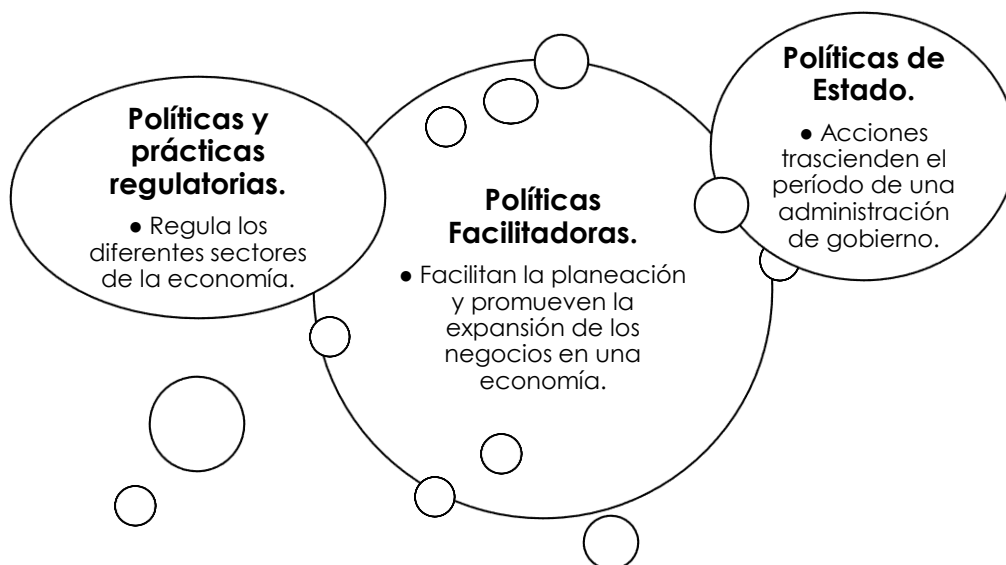 Políticas y
prácticas
regulatorias.
● Regula los
diferentes sectores
de la economía.
Políticas
Facilitadoras.
● Facilitan la planeación
y promueven la
expansión de los
negocios en una
economía.
Políticas de
Estado.
● Acciones
trascienden el
período de una
administración
de gobierno.